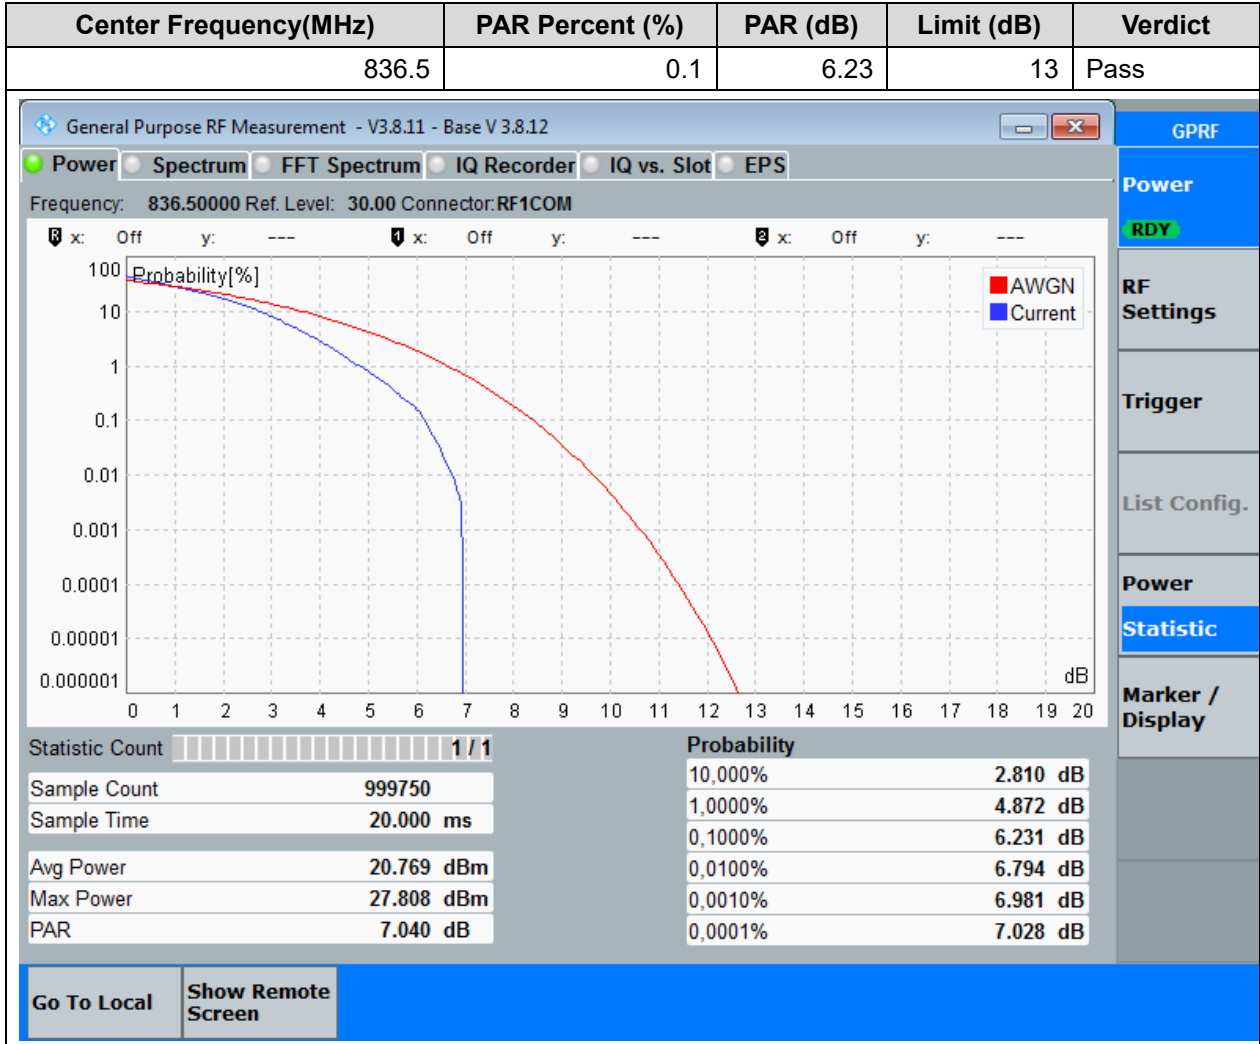 Center Frequency(MHz) PAR Percent (%) PAR (dB) Limit (dB) Verdict
836.5 0.1 6.23 13 Pass
General Purpose RF Measurement - V3.8.11 - Base V 3.8.12
GPRF
Power Spectrum FFT Spectrum IQ Recorder IQ vs. Slot EPS
Frequency: 836.50000 Ref. Level: 30.00 Connector: RF1COM
R x: Off y: --- 1 x: Off y: --- 2 x: Off y: ---
Probability[%]
100
10
1
0.1
0.01
0.001
0.0001
0.00001
0.000001
AWGN
Current
dB
0 1 2 3 4 5 6 7 8 9 10 11 12 13 14 15 16 17 18 19 20
Statistic Count 1 / 1
Sample Count 999750
Sample Time 20.000 ms
Avg Power 20.769 dBm
Max Power 27.808 dBm
PAR 7.040 dB
Probability
10,000% 2.810 dB
1,0000% 4.872 dB
0,1000% 6.231 dB
0,0100% 6.794 dB
0,0010% 6.981 dB
0,0001% 7.028 dB
Power
RDY
RF
Settings
Trigger
List Config.
Power
Statistic
Marker /
Display
Go To Local
Show Remote
Screen